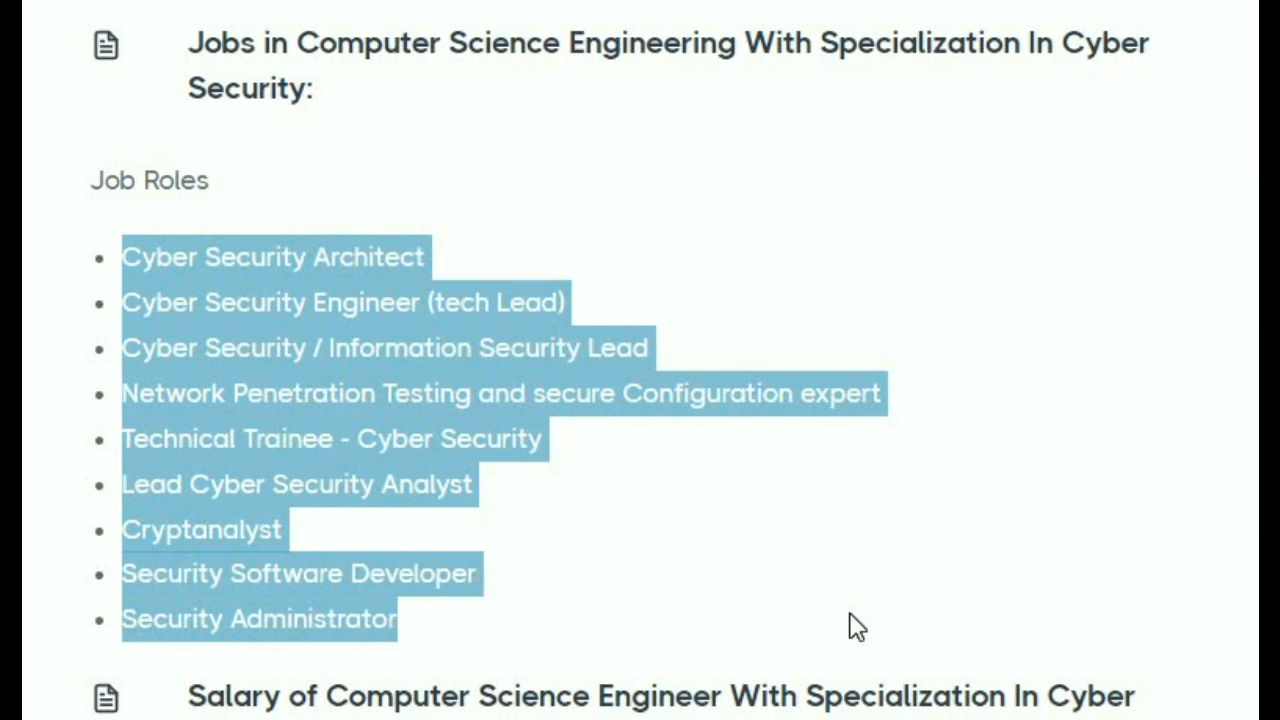 Jobs in Computer Science Engineering With Specialization In Cyber
Security:
Job Roles
Cyber Security Architect
Cyber Security Engineer (tech Lead)
Cyber Security / Information Security Lead
Network Penetration Testing and secure Configuration expert
Technical Trainee - Cyber Security
Lead Cyber Security Analyst
Cryptanalyst
Security Software Developer
Security Administrator
Salary of Computer Science Engineer With Specialization In Cyber